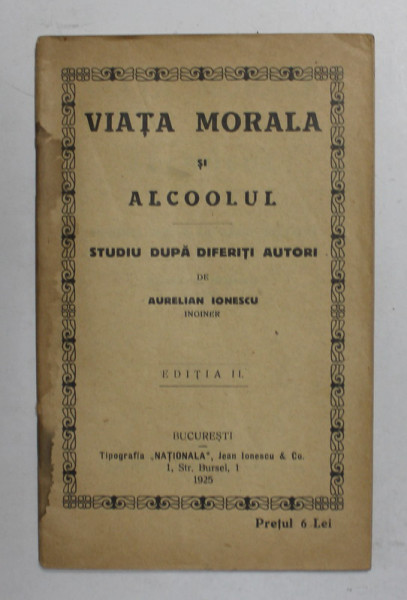 VIAȚA MORALA
ȘI
ALCOOLUL
STUDIU DUPĂ DIFERIȚI AUTORI
DE
AURELIAN IONESCU
INGINER
EDIȚIA II.
BUCUREȘTI
Tipografia „NAȚIONALA", Jean Ionescu & Co.
1, Str. Bursei, 1
1925
Prețul 6 Lei